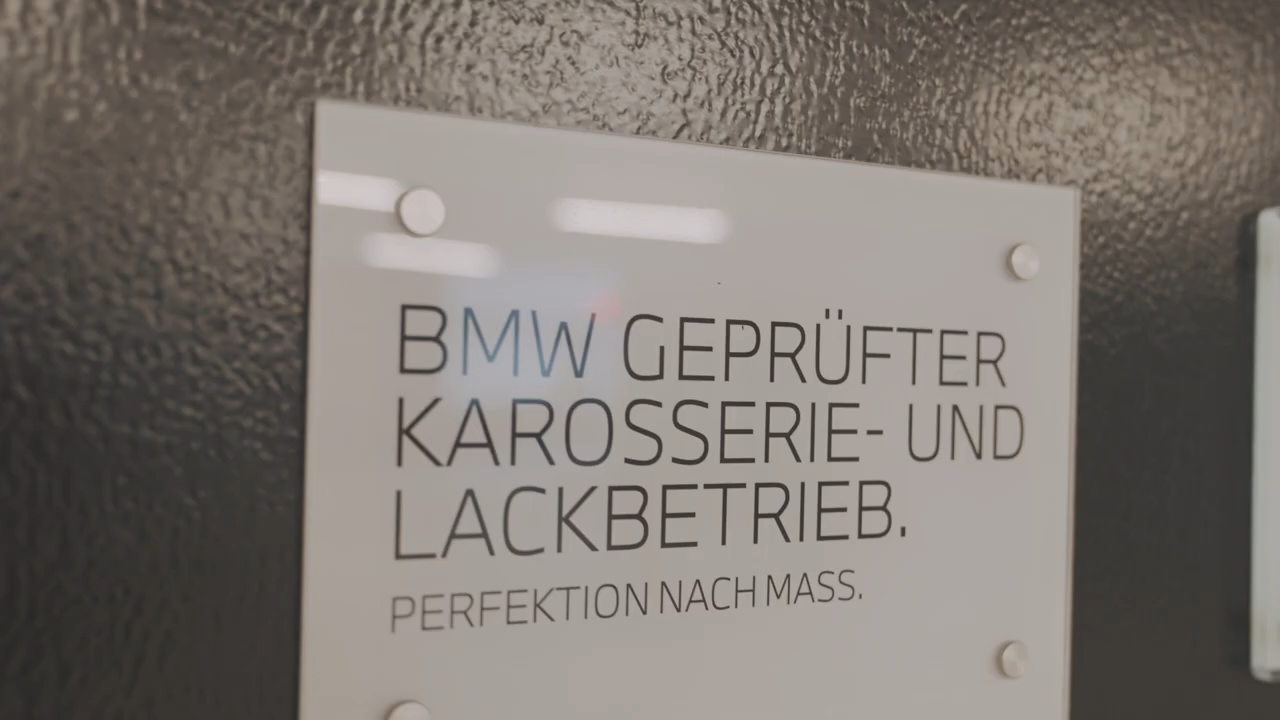 BMW GEPRÜFTER
KAROSSERIE- UND
LACKBETRIEB.
PERFEKTION NACH MASS.